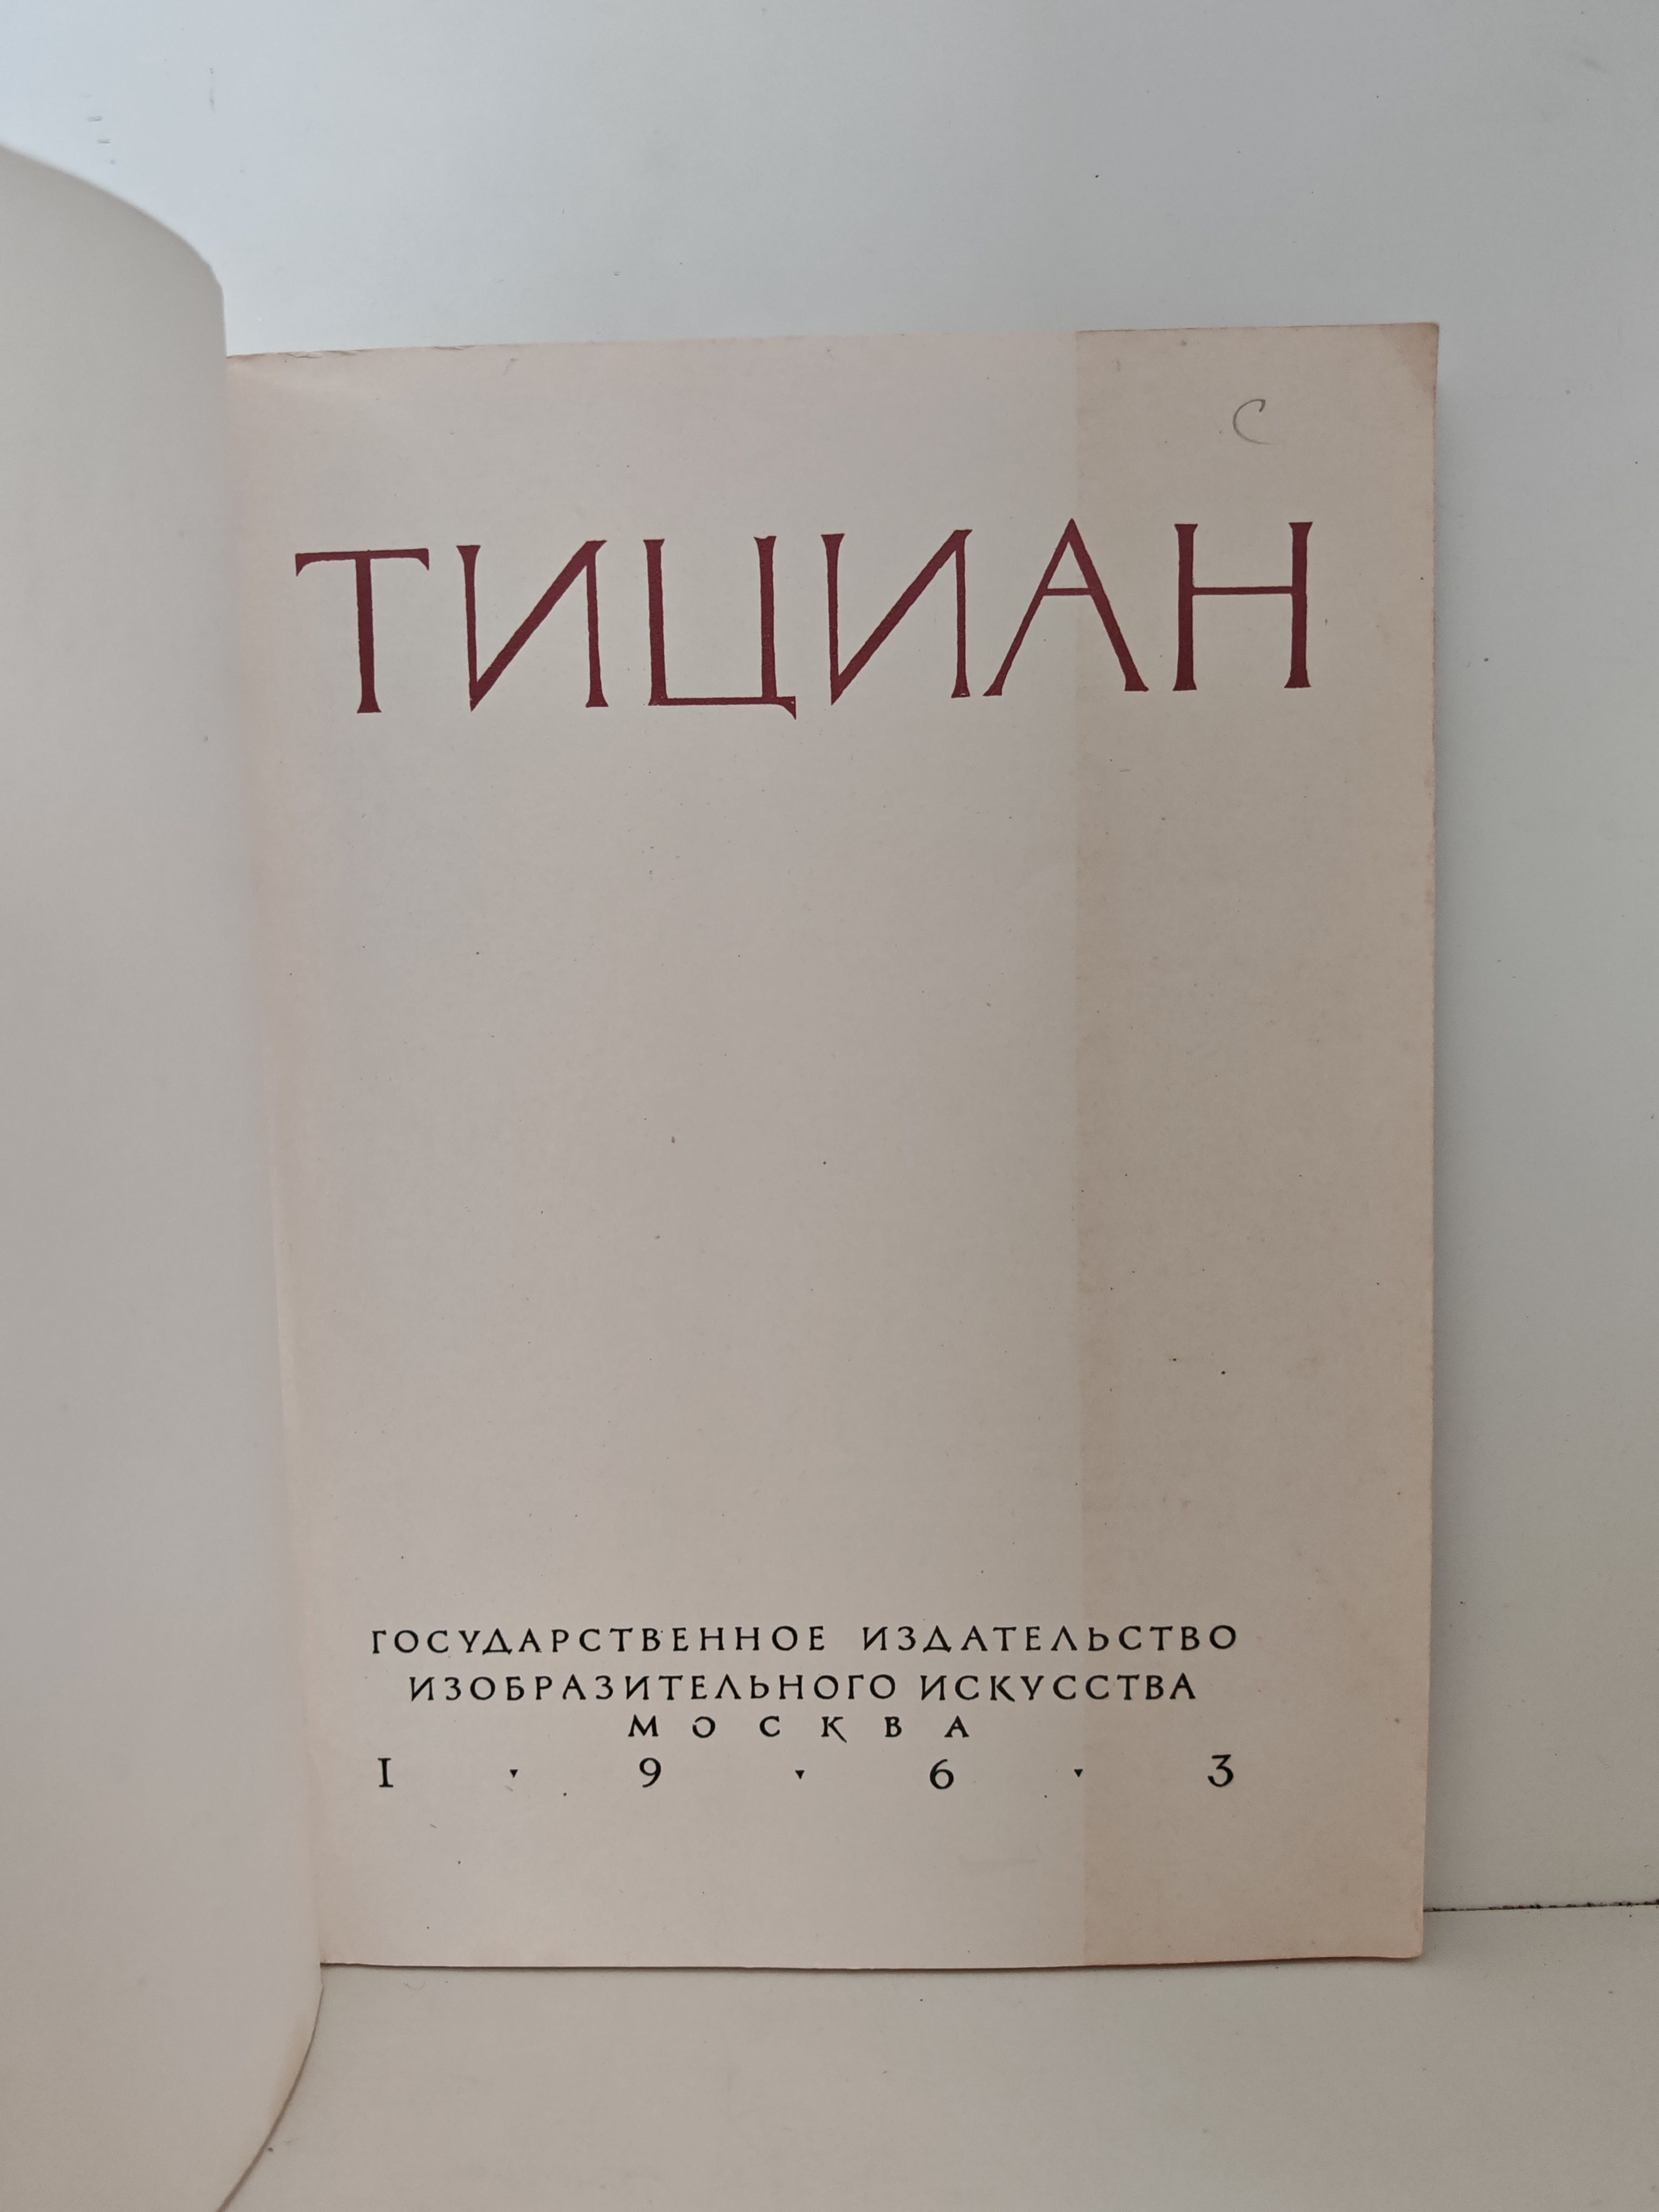 С
ТИЦИАН
ГОСУДАРСТВЕННОЕ ИЗДАТЕЛЬСТВО
ИЗОБРАЗИТЕЛЬНОГО ИСКУССТВА
МОСКВА
1 · 9 · 6 · 3